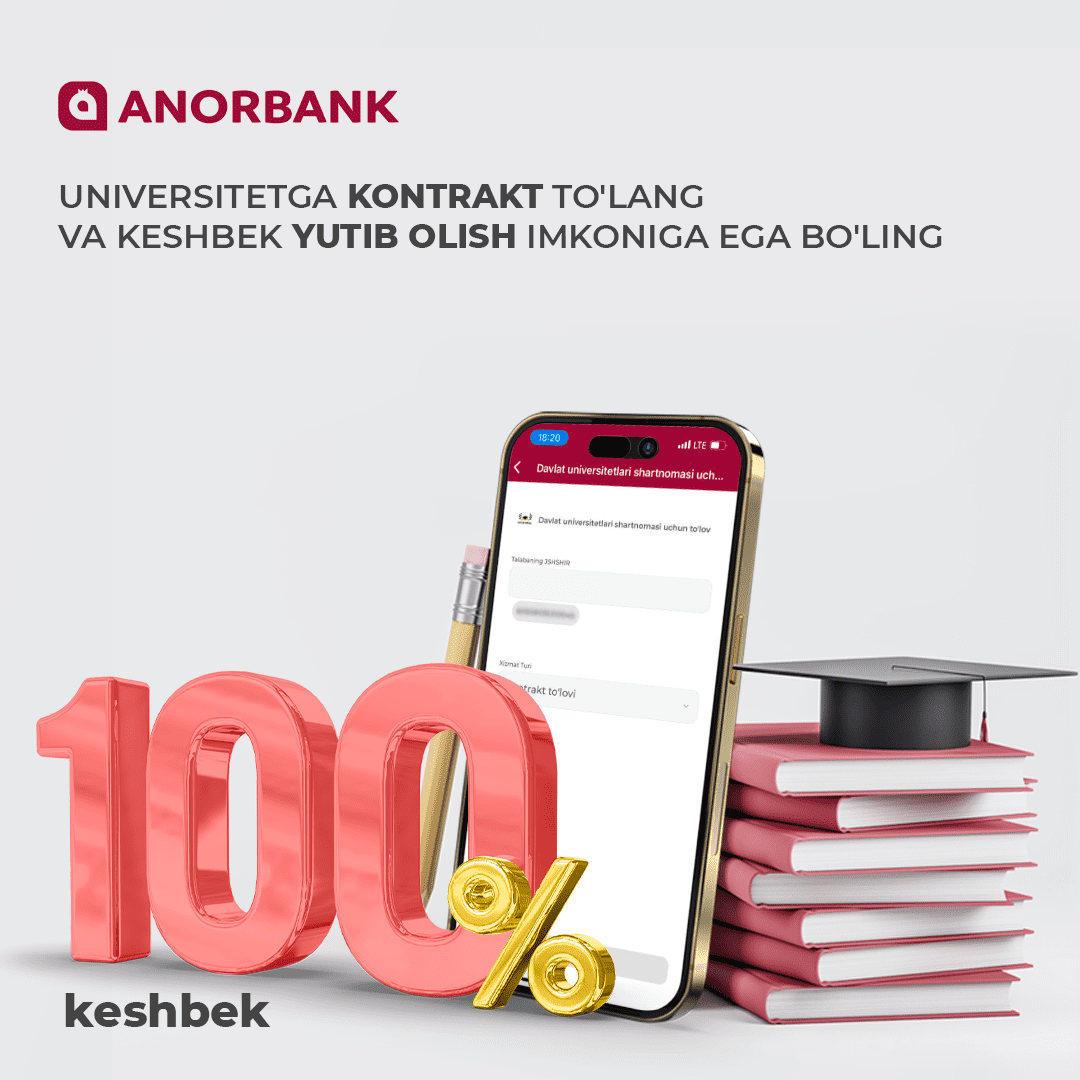 ANORBANK
UNIVERSITETGA KONTRAKT TO'LANG
VA KESHBEK YUTIB OLISH IMKONIGA EGA BO'LING
18:20
LTE
Davlat universitetlari shartnomasi uch...
Davlat universitetlari shartnomasi uchun to'lov
Talabaning JSHSHIR
Xizmat Turi
ntrakt to'lovi
100%
keshbek